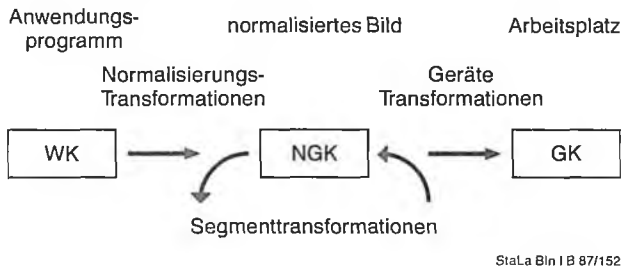 Anwendungs-
programm
normalisiertes Bild
Arbeitsplatz
Normalisierungs-
Transformationen
Geräte
Transformationen
WK
NGK
GK
Segmenttransformationen
StaLa Bln I B 87/152